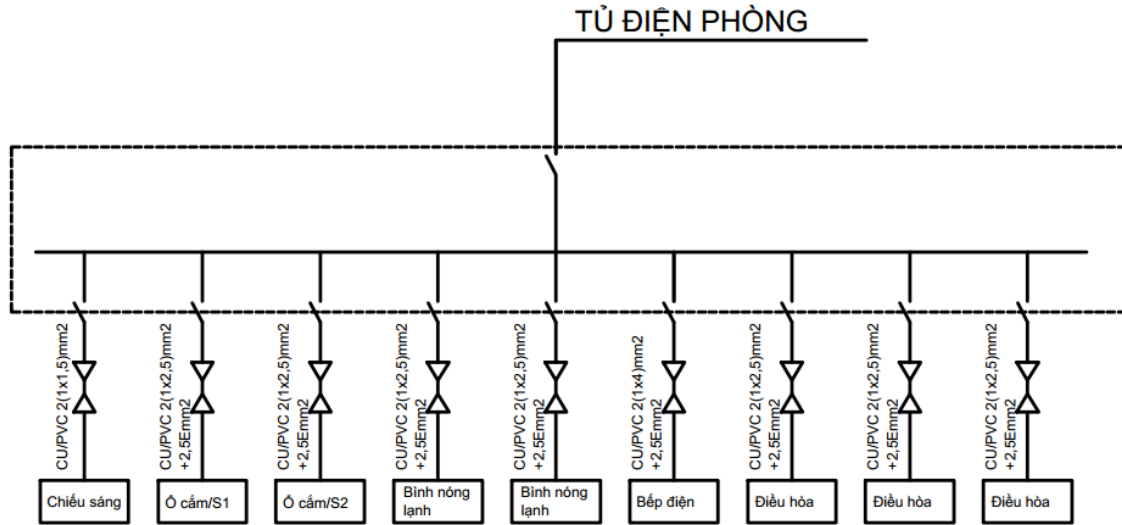 TỦ ĐIỆN PHÒNG
CU/PVC 2(1x1,5)mm2
CU/PVC 2(1x2,5)mm2
+2,5Emm2
CU/PVC 2(1x2,5)mm2
+2,5Emm2
CU/PVC 2(1x2,5)mm2
+2,5Emm2
CU/PVC 2(1x2,5)mm2
+2,5Emm2
CU/PVC 2(1x4)mm2
+2,5Emm2
CU/PVC 2(1x2,5)mm2
+2,5Emm2
CU/PVC 2(1x2,5)mm2
+2,5Emm2
CU/PVC 2(1x2,5)mm2
+2,5Emm2
Chiếu sáng
Ổ cắm/S1
Ổ cắm/S2
Bình nóng
lạnh
Bình nóng
lạnh
Bếp điện
Điều hòa
Điều hòa
Điều hòa